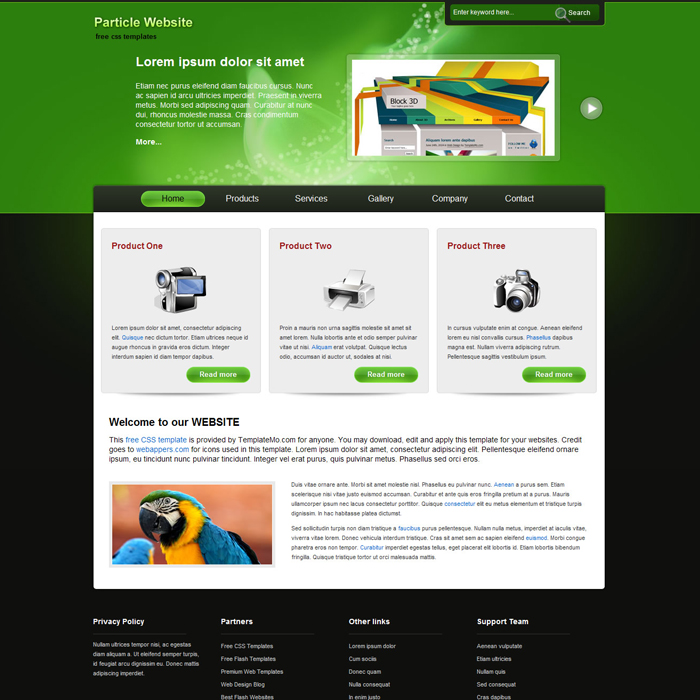 Particle Website
free css templates
Enter keyword here...
Search
Lorem ipsum dolor sit amet
Etiam nec purus eleifend diam faucibus cursus. Nunc
ac sapien id arcu ultricies imperdiet. Praesent in viverra
metus. Morbi sed adipiscing quam. Curabitur at nunc
dui, rhoncus molestie massa. Cras condimentum
consectetur tortor ut accumsan.
More...
Block 3D
Home
Products
Services
Gallery
Company
Contact
Product One
Lorem ipsum dolor sit amet, consectetur adipiscing
elit. Quisque nec dictum tortor. Etiam ultrices neque id
augue rhoncus in gravida eros dictum. Integer
interdum sapien id diam tempor dapibus.
Read more
Product Two
Proin a mauris non urna sagittis molestie sit amet sit
amet lorem. Nulla lobortis ante et odio semper pulvinar
vitae ut nisi. Aliquam erat volutpat. Quisque lectus
odio, accumsan id auctor ut, sodales at nisi.
Read more
Product Three
In cursus vulputate enim at congue. Aenean eleifend
lorem eu nisl convallis cursus. Phasellus dapibus
magna est. Nullam viverra adipiscing rutrum.
Pellentesque sagittis vestibulum ipsum.
Read more
Welcome to our WEBSITE
This free CSS template is provided by TemplateMo.com for anyone. You may download, edit and apply this template for your websites. Credit
goes to webappers.com for icons used in this template. Lorem ipsum dolor sit amet, consectetur adipiscing elit. Pellentesque eleifend ornare
ipsum, eu tincidunt nunc pulvinar tincidunt. Integer vel erat purus, quis pulvinar metus. Phasellus sed orci eros.
Duis vitae ornare ante. Morbi sit amet molestie nisl. Phasellus eu pulvinar nunc. Aenean a purus sem. Etiam
scelerisque nisi vitae justo euismod accumsan. Curabitur et ante quis eros fringilla pretium at a purus. Mauris
ullamcorper ipsum nec lacus consectetur porttitor. Quisque consectetur elit eu metus elementum et tristique turpis
dignissim. In hac habitasse platea dictumst.
Sed sollicitudin turpis non diam tristique a faucibus purus pellentesque. Nullam nulla metus, imperdiet at iaculis vitae,
viverra vitae lorem. Donec vehicula interdum tristique. Cras sit amet sem ac sapien eleifend euismod. Morbi congue
pharetra eros non tempor. Curabitur imperdiet egestas tellus, eget placerat elit lobortis id. Etiam lobortis bibendum
fringilla. Quisque tristique tortor ut orci malesuada mattis.
Privacy Policy
Nullam ultrices tempor nisi, ac egestas
diam aliquam a. Ut eleifend semper turpis,
id feugiat arcu dignissim eu. Donec mattis
adipiscing imperdiet.
Partners
Free CSS Templates
Free Flash Templates
Premium Web Templates
Web Design Blog
Best Flash Websites
Other links
Lorem ipsum dolor
Cum sociis
Donec quam
Nulla consequat
In enim justo
Support Team
Aenean vulputate
Etiam ultricies
Nullam quis
Sed consequat
Cras dapibus